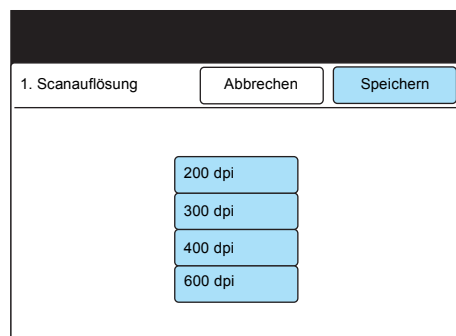 1. Scanauflösung Abbrechen Speichern
200 dpi
300 dpi
400 dpi
600 dpi